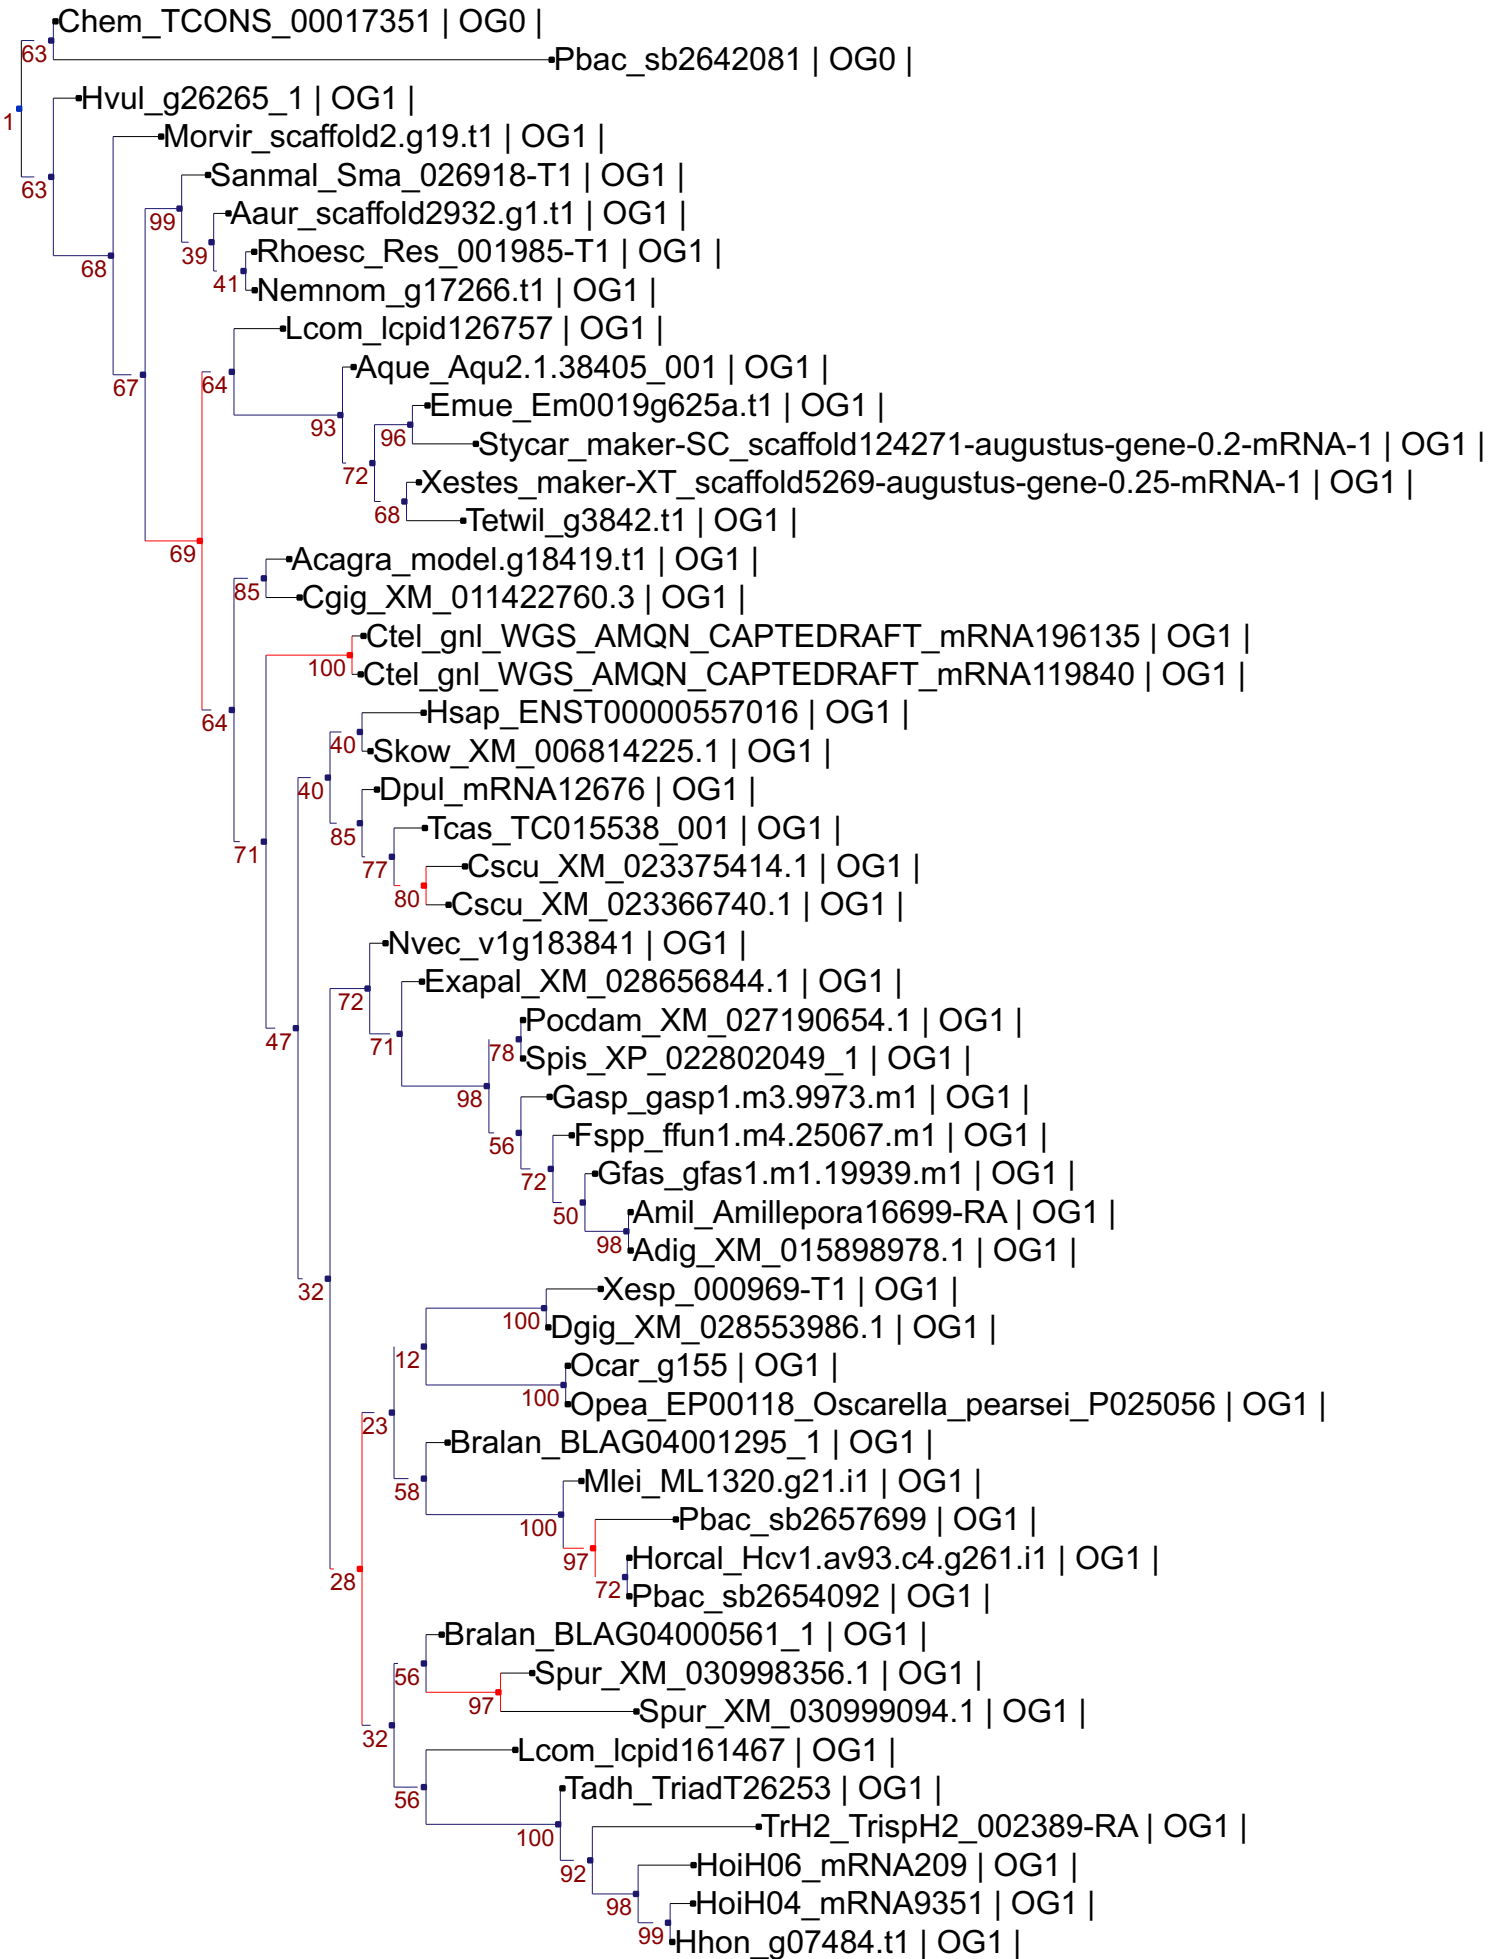 Chem_TCONS_00017351 | OG0 |
63
Pbac_sb2642081 | OG0 |
Hvul_g26265_1 | OG1 |
1
Morvir_scaffold2.g19.t1 | OG1 |
Sanmal_Sma_026918-T1 | OG1 |
63
Aaur_scaffold2932.g1.t1 | OG1 |
99
Rhoesc_Res_001985-T1 | OG1 |
39
68
Nemnom_g17266.t1 | OG1 |
41
Lcom_lcpid126757 | OG1 |
Aque_Aqu2.1.38405_001 | OG1 |
67
64
Emue_Em0019g625a.t1 | OG1 |
93
96
Stycar_maker-SC_scaffold124271-augustus-gene-0.2-mRNA-1 | OG1 |
72
Xestes_maker-XT_scaffold5269-augustus-gene-0.25-mRNA-1 | OG1 |
68
Tetwil_g3842.t1 | OG1 |
69
Acagra_model.g18419.t1 | OG1 |
85
Cgig_XM_011422760.3 | OG1 |
Ctel_gnl_WGS_AMQN_CAPTEDRAFT_mRNA196135 | OG1 |
100
Ctel_gnl_WGS_AMQN_CAPTEDRAFT_mRNA119840 | OG1 |
Hsap_ENST00000557016 | OG1 |
64
40
Skow_XM_006814225.1 | OG1 |
40
Dpul_mRNA12676 | OG1 |
85
Tcas_TC015538_001 | OG1 |
71
77
Cscu_XM_023375414.1 | OG1 |
80
Cscu_XM_023366740.1 | OG1 |
Nvec_v1g183841 | OG1 |
Exapal_XM_028656844.1 | OG1 |
72
Pocdam_XM_027190654.1 | OG1 |
47
71
78
Spis_XP_022802049_1 | OG1 |
98
Gasp_gasp1.m3.9973.m1 | OG1 |
Fspp_ffun1.m4.25067.m1 | OG1 |
56
Gfas_gfas1.m1.19939.m1 | OG1 |
72
Amil_Amillepora16699-RA | OG1 |
50
98
Adig_XM_015898978.1 | OG1 |
Xesp_000969-T1 | OG1 |
32
100
Dgig_XM_028553986.1 | OG1 |
12
Ocar_g155 | OG1 |
100
Opea_EP00118_Oscarella_pearsei_P025056 | OG1 |
23
Bralan_BLAG04001295_1 | OG1 |
Mlei_ML1320.g21.i1 | OG1 |
58
Pbac_sb2657699 | OG1 |
100
Horcal_Hcv1.av93.c4.g261.i1 | OG1 |
97
28
72
Pbac_sb2654092 | OG1 |
Bralan_BLAG04000561_1 | OG1 |
Spur_XM_030998356.1 | OG1 |
56
97
Spur_XM_030999094.1 | OG1 |
32
Lcom_lcpid161467 | OG1 |
Tadh_TriadT26253 | OG1 |
56
TrH2_TrispH2_002389-RA | OG1 |
100
HoiH06_mRNA209 | OG1 |
92
HoiH04_mRNA9351 | OG1 |
98
99
Hhon_g07484.t1 | OG1 |